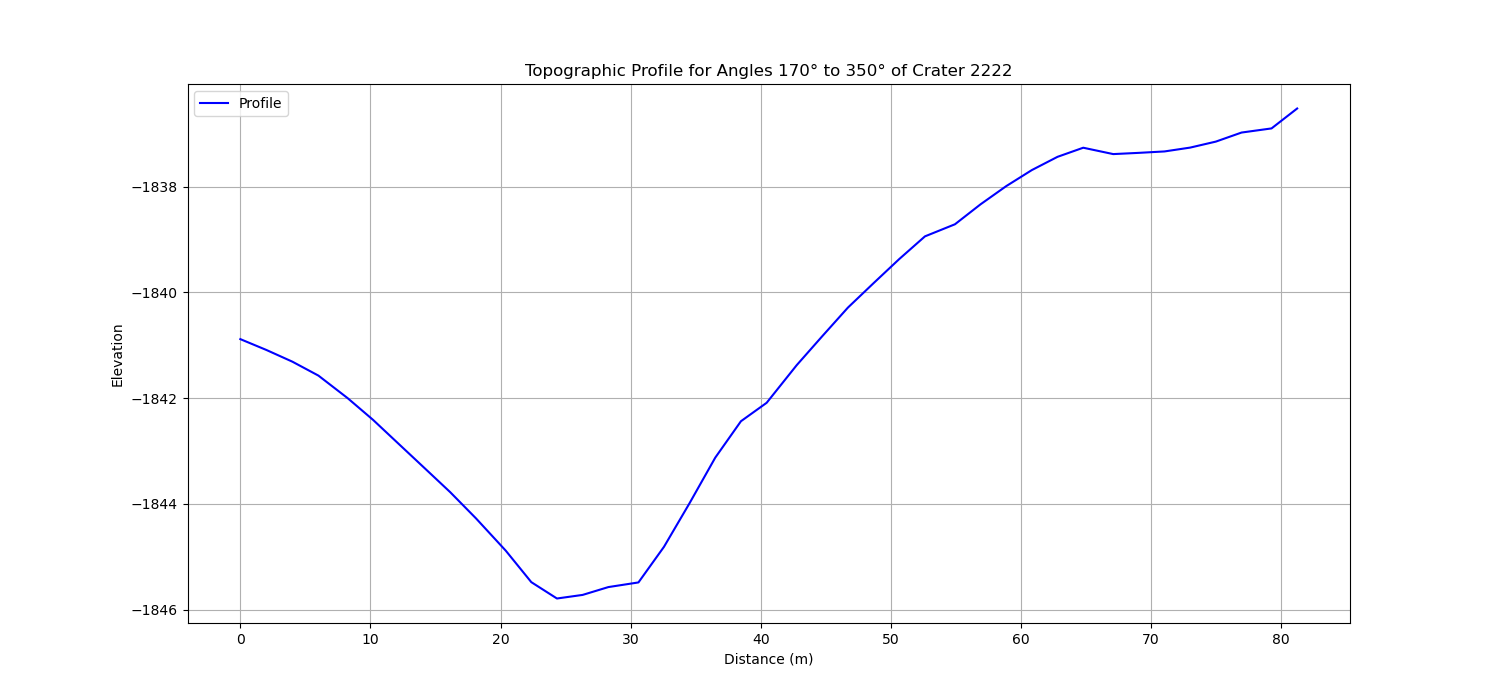 Topographic Profile for Angles 170° to 350° of Crater 2222
Profile
Elevation
−1838
−1840
−1842
−1844
−1846
0 10 20 30 40 50 60 70 80
Distance (m)